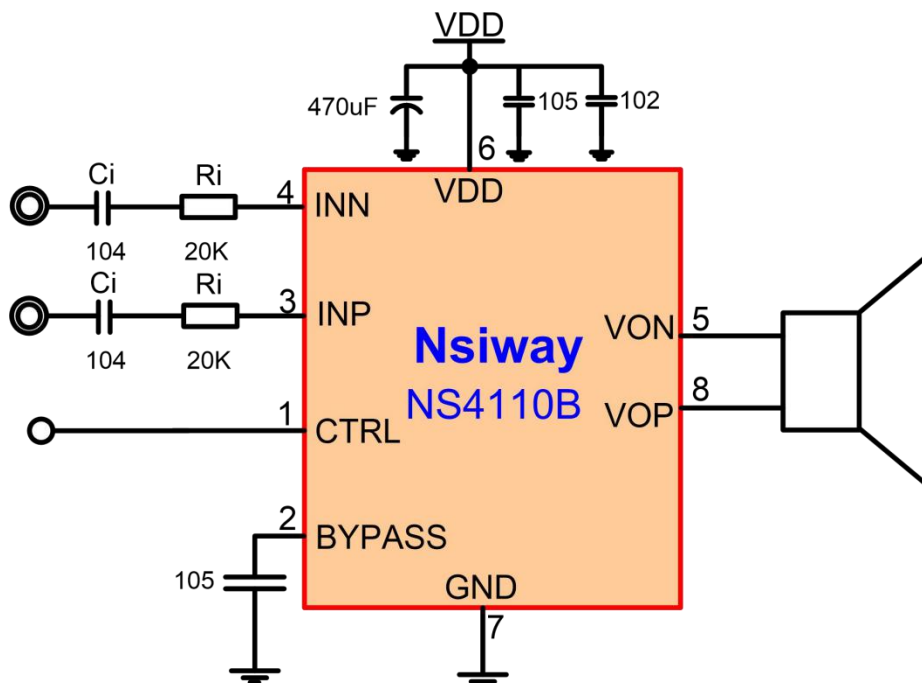 VDD
470uF
105
102
6
VDD
Ci
Ri
4
INN
104
20K
Ci
Ri
3
INP
104
20K
Nsiway
NS4110B
VON
5
VOP
8
1
CTRL
2
BYPASS
105
GND
7